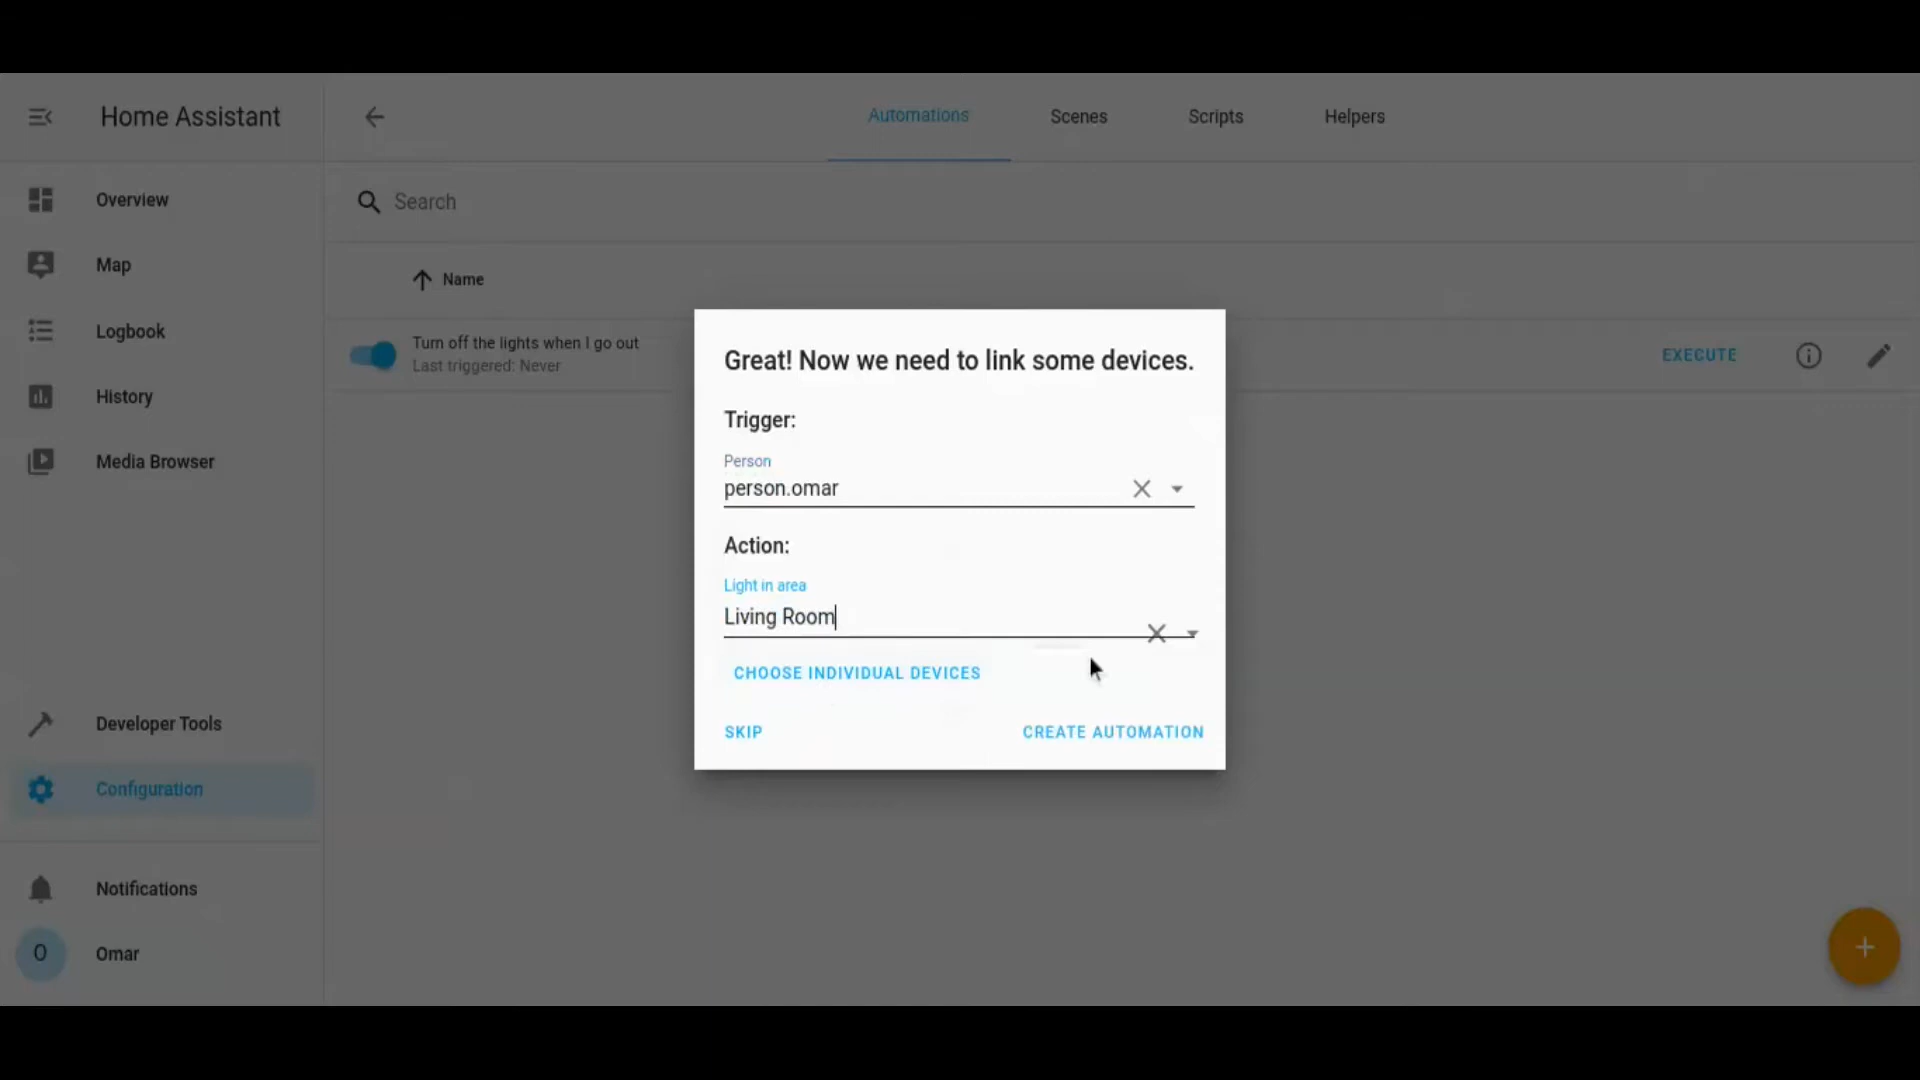 Home Assistant
Automations
Scenes
Scripts
Helpers
Overview
Map
Logbook
History
Media Browser
Developer Tools
Configuration
Notifications
O
Omar
Search
Name
Turn off the lights when I go out
Last triggered: Never
EXECUTE
Great! Now we need to link some devices.
Trigger:
Person
person.omar
Action:
Light in area
Living Room
CHOOSE INDIVIDUAL DEVICES
SKIP
CREATE AUTOMATION